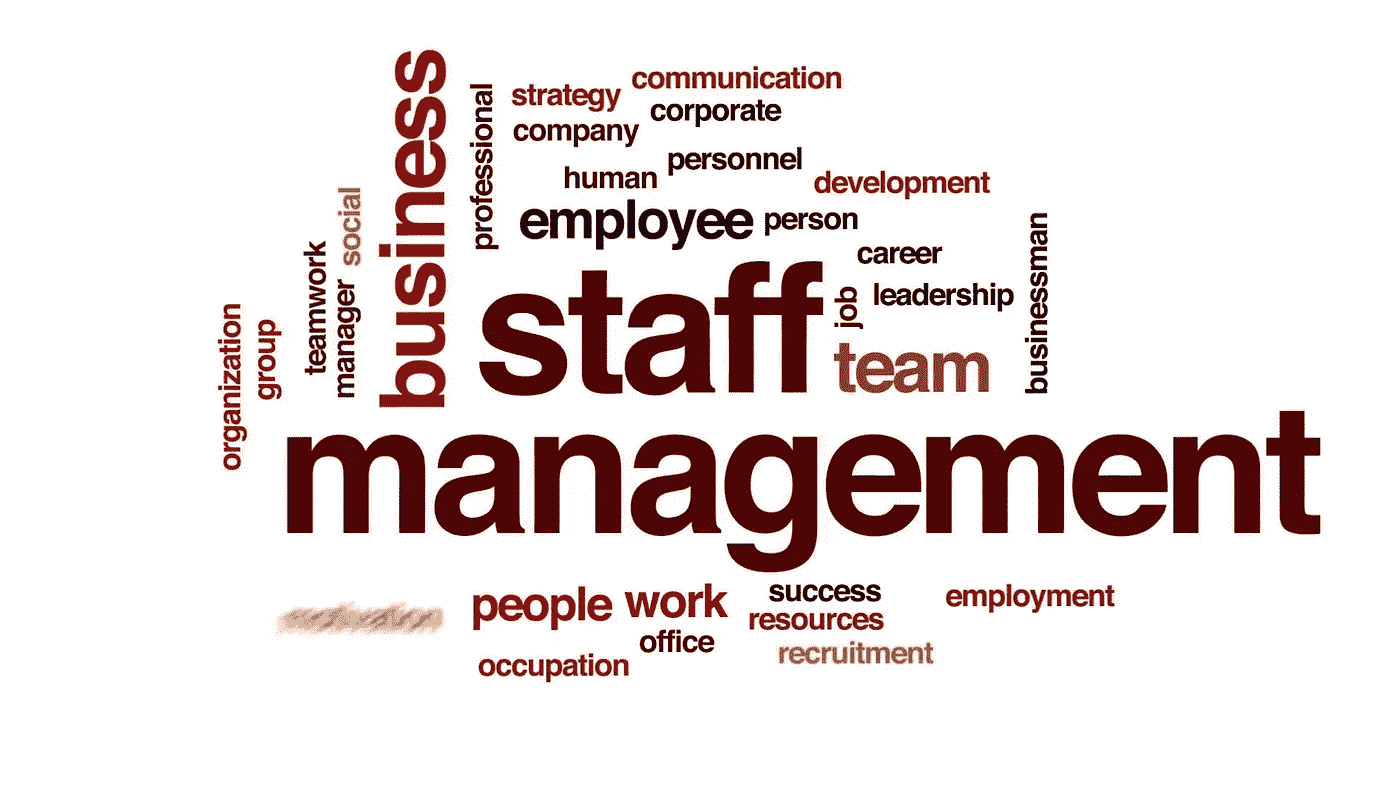 communication
strategy
corporate
company
personnel
human
development
professional
employee
person
business
social
career
businessman
teamwork
manager
staff
job
leadership
organization
group
team
management
people
work
success
employment
resources
office
recruitment
occupation